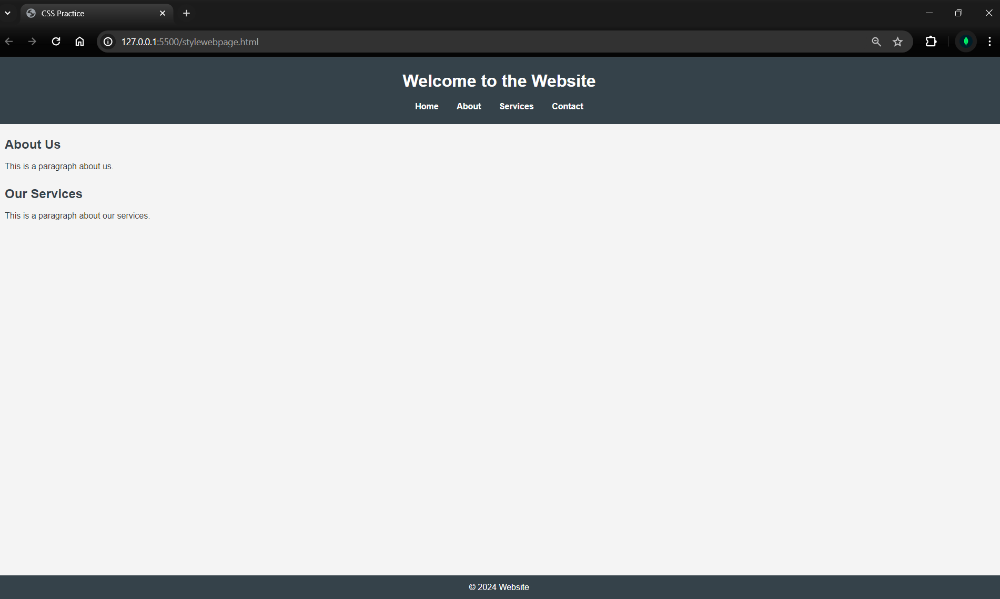 CSS Practice
127.0.0.1:5500/stylewebpage.html
Welcome to the Website
Home About Services Contact
About Us
This is a paragraph about us.
Our Services
This is a paragraph about our services.
© 2024 Website